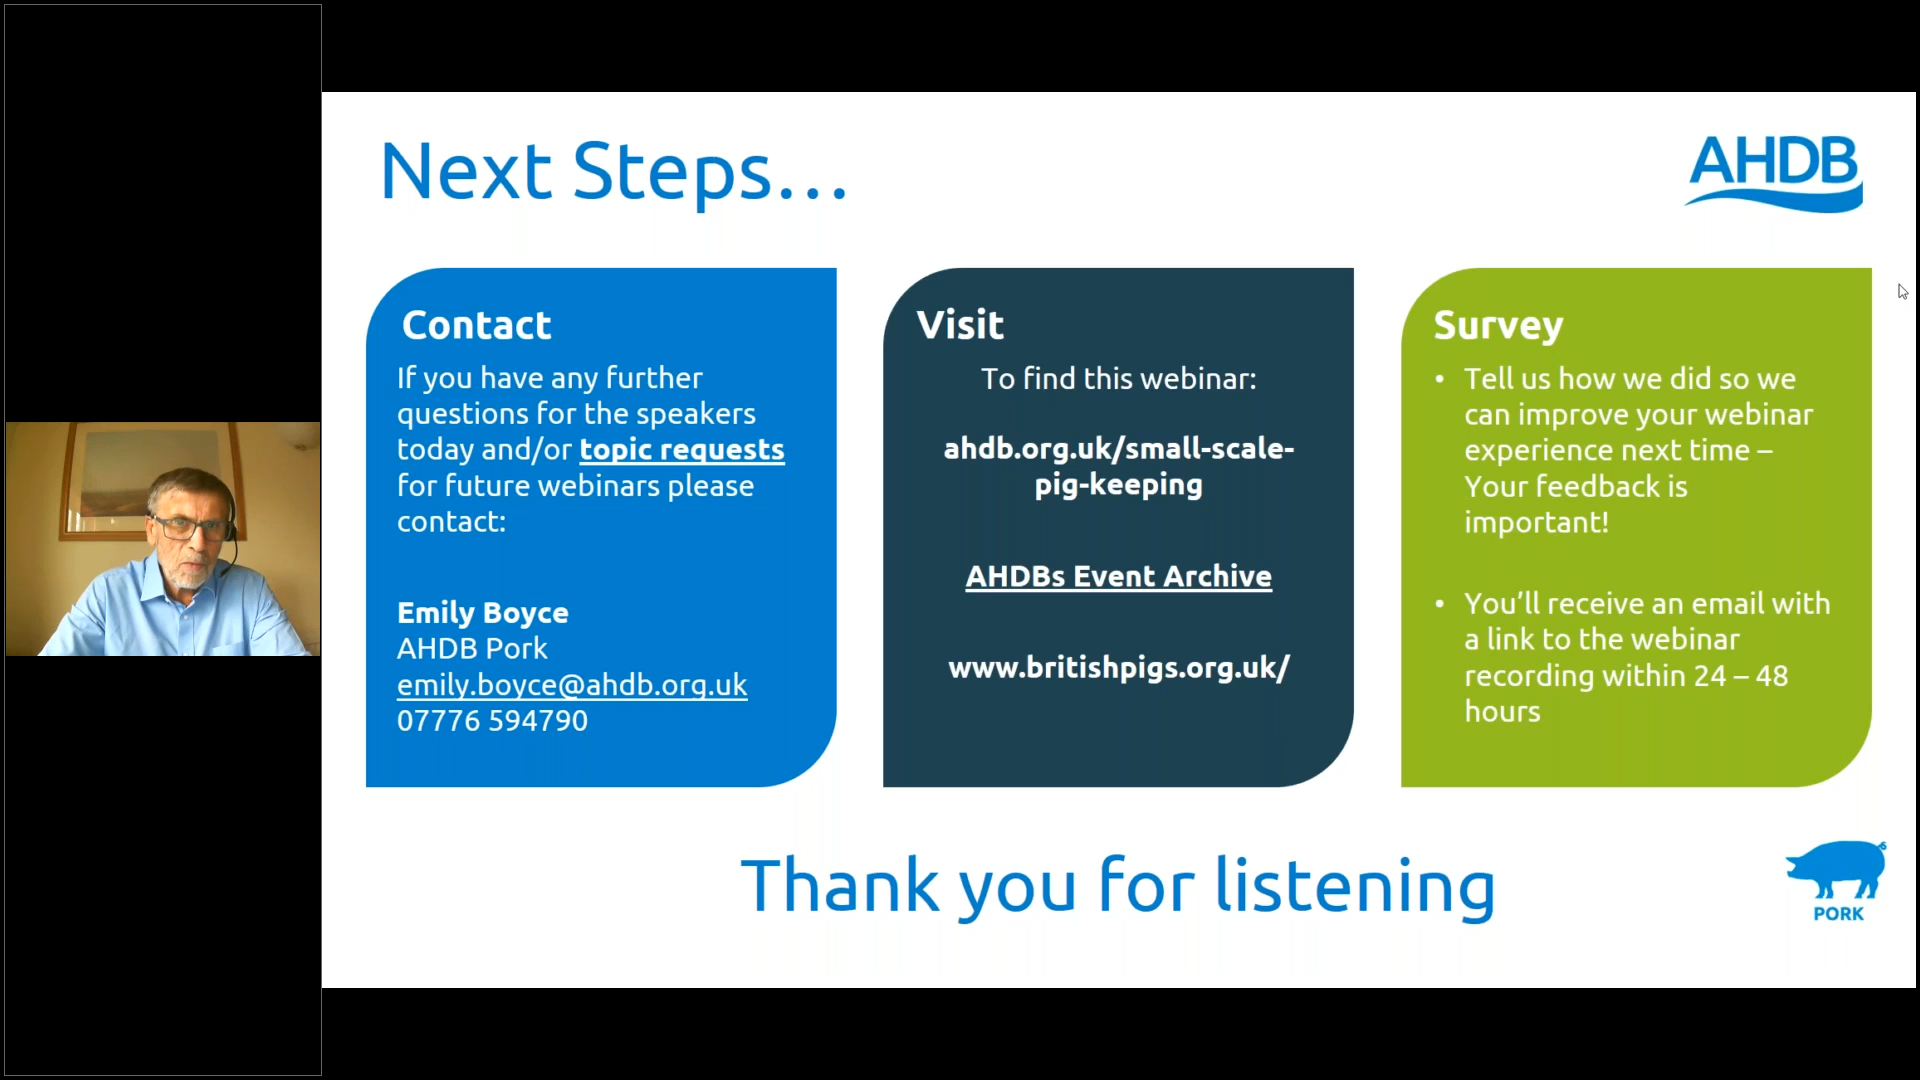 Next Steps...
AHDB
Contact
If you have any further
questions for the speakers
today and/or topic requests
for future webinars please
contact:
Emily Boyce
AHDB Pork
emily.boyce@ahdb.org.uk
07776 594790
Visit
To find this webinar:
ahdb.org.uk/small-scale-
pig-keeping
AHDBs Event Archive
www.britishpigs.org.uk/
Survey
• Tell us how we did so we
can improve your webinar
experience next time –
Your feedback is
important!
• You’ll receive an email with
a link to the webinar
recording within 24 – 48
hours
Thank you for listening
PORK